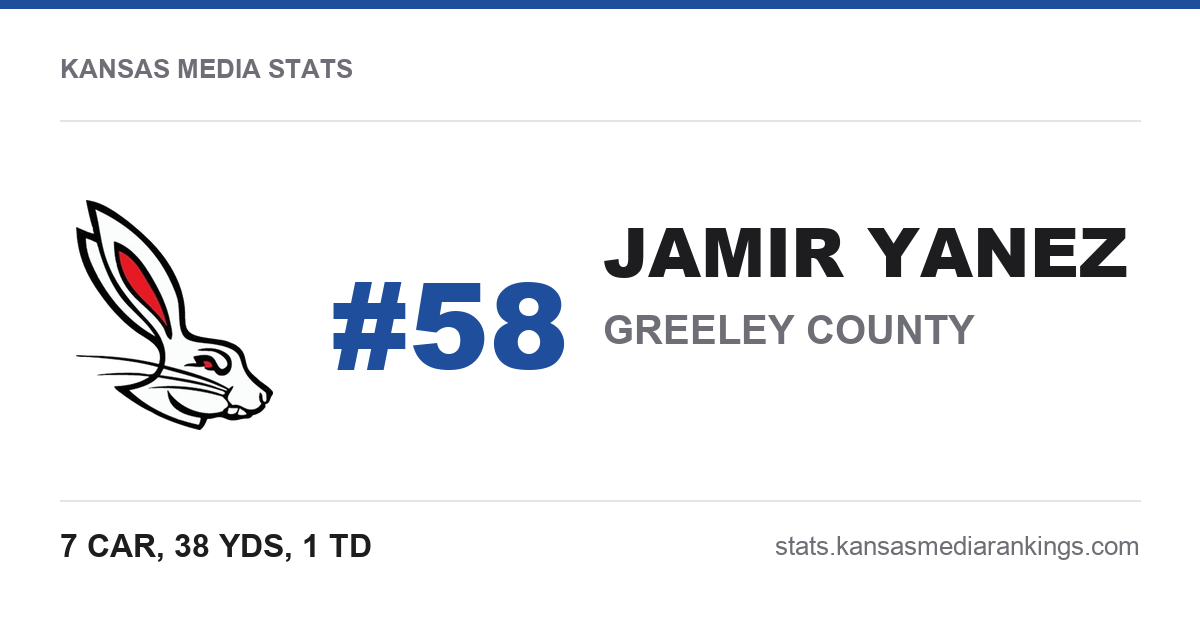 KANSAS MEDIA STATS
#58
JAMIR YANEZ
GREELEY COUNTY
7 CAR, 38 YDS, 1 TD
stats.kansasmediarankings.com